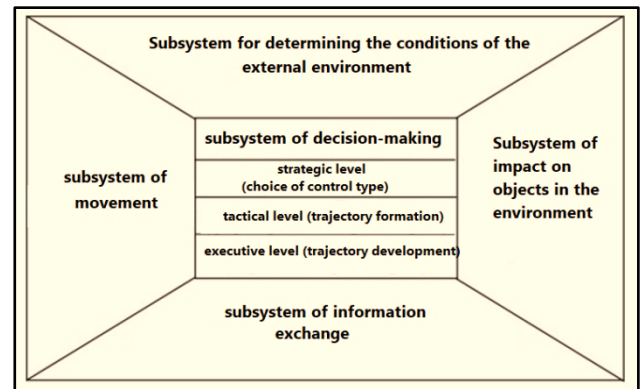 Subsystem for determining the conditions of the
external environment
subsystem of
movement
subsystem of decision-making
strategic level
(choice of control type)
tactical level (trajectory formation)
executive level (trajectory development)
Subsystem of
impact on
objects in the
environment
subsystem of information
exchange